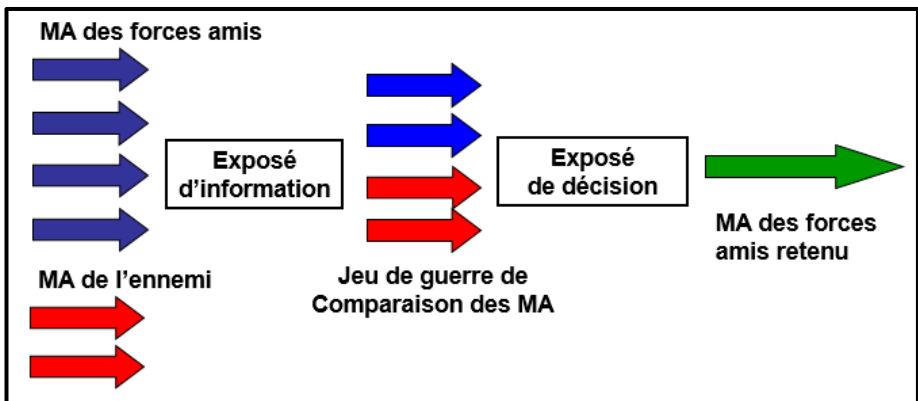 MA des forces amis
Exposé
d'information
MA de l'ennemi
Jeu de guerre de
Comparaison des MA
Exposé
de décision
MA des forces
amis retenu